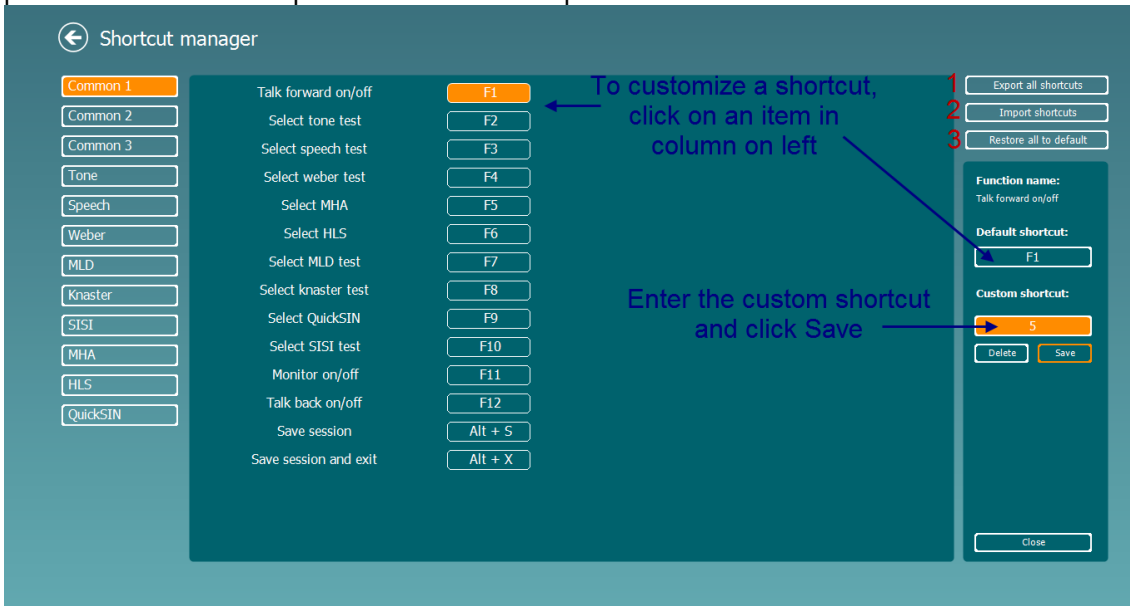 Shortcut manager
Common 1
Common 2
Common 3
Tone
Speech
Weber
MLD
Knaster
SISI
MHA
HLS
QuickSIN
Talk forward on/off F1
Select tone test F2
Select speech test F3
Select weber test F4
Select MHA F5
Select HLS F6
Select MLD test F7
Select knaster test F8
Select QuickSIN F9
Select SISI test F10
Monitor on/off F11
Talk back on/off F12
Save session Alt + S
Save session and exit Alt + X
To customize a shortcut,
click on an item in
column on left
Enter the custom shortcut
and click Save
1 Export all shortcuts
2 Import shortcuts
3 Restore all to default
Function name:
Talk forward on/off
Default shortcut:
F1
Custom shortcut:
5
Delete Save
Close